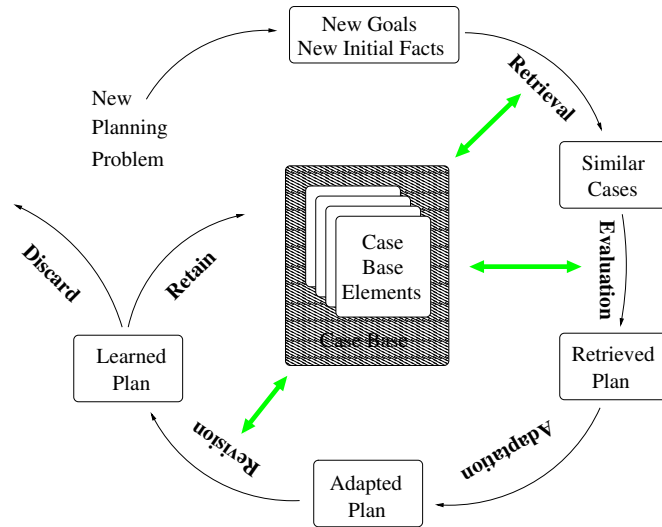 New Goals
New Initial Facts
Retrieval
New
Planning
Problem
Similar
Cases
Evaluation
Case
Base
Elements
Case Base
Discard
Retain
Learned
Plan
Retrieved
Plan
Revision
Adaptation
Adapted
Plan